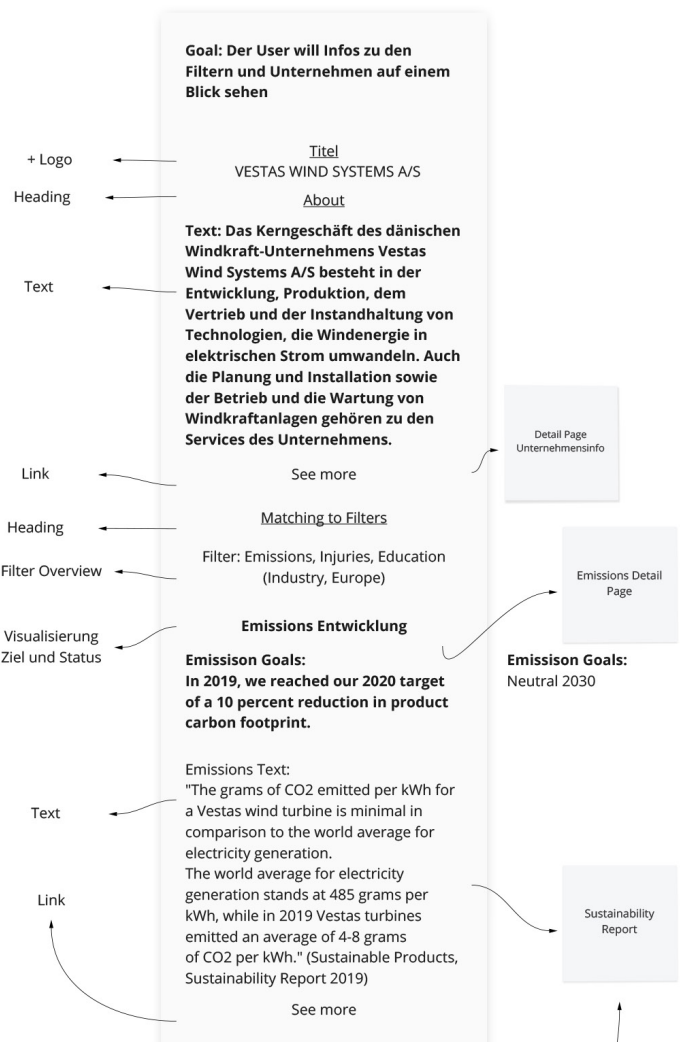 Goal: Der User will Infos zu den
Filtern und Unternehmen auf einem
Blick sehen
+ Logo
Titel
VESTAS WIND SYSTEMS A/S
Heading
About
Text
Text: Das Kerngeschäft des dänischen
Windkraft-Unternehmens Vestas
Wind Systems A/S besteht in der
Entwicklung, Produktion, dem
Vertrieb und der Instandhaltung von
Technologien, die Windenergie in
elektrischen Strom umwandeln. Auch
die Planung und Installation sowie
der Betrieb und die Wartung von
Windkraftanlagen gehören zu den
Services des Unternehmens.
Detail Page
Unternehmensinfo
Link
See more
Heading
Matching to Filters
Filter Overview
Filter: Emissions, Injuries, Education
(Industry, Europe)
Emissions Detail
Page
Visualisierung
Ziel und Status
Emissions Entwicklung
Emissison Goals:
In 2019, we reached our 2020 target
of a 10 percent reduction in product
carbon footprint.
Emissison Goals:
Neutral 2030
Text
Emissions Text:
"The grams of CO2 emitted per kWh for
a Vestas wind turbine is minimal in
comparison to the world average for
electricity generation.
The world average for electricity
generation stands at 485 grams per
kWh, while in 2019 Vestas turbines
emitted an average of 4-8 grams
of CO2 per kWh." (Sustainable Products,
Sustainability Report 2019)
Sustainability
Report
Link
See more